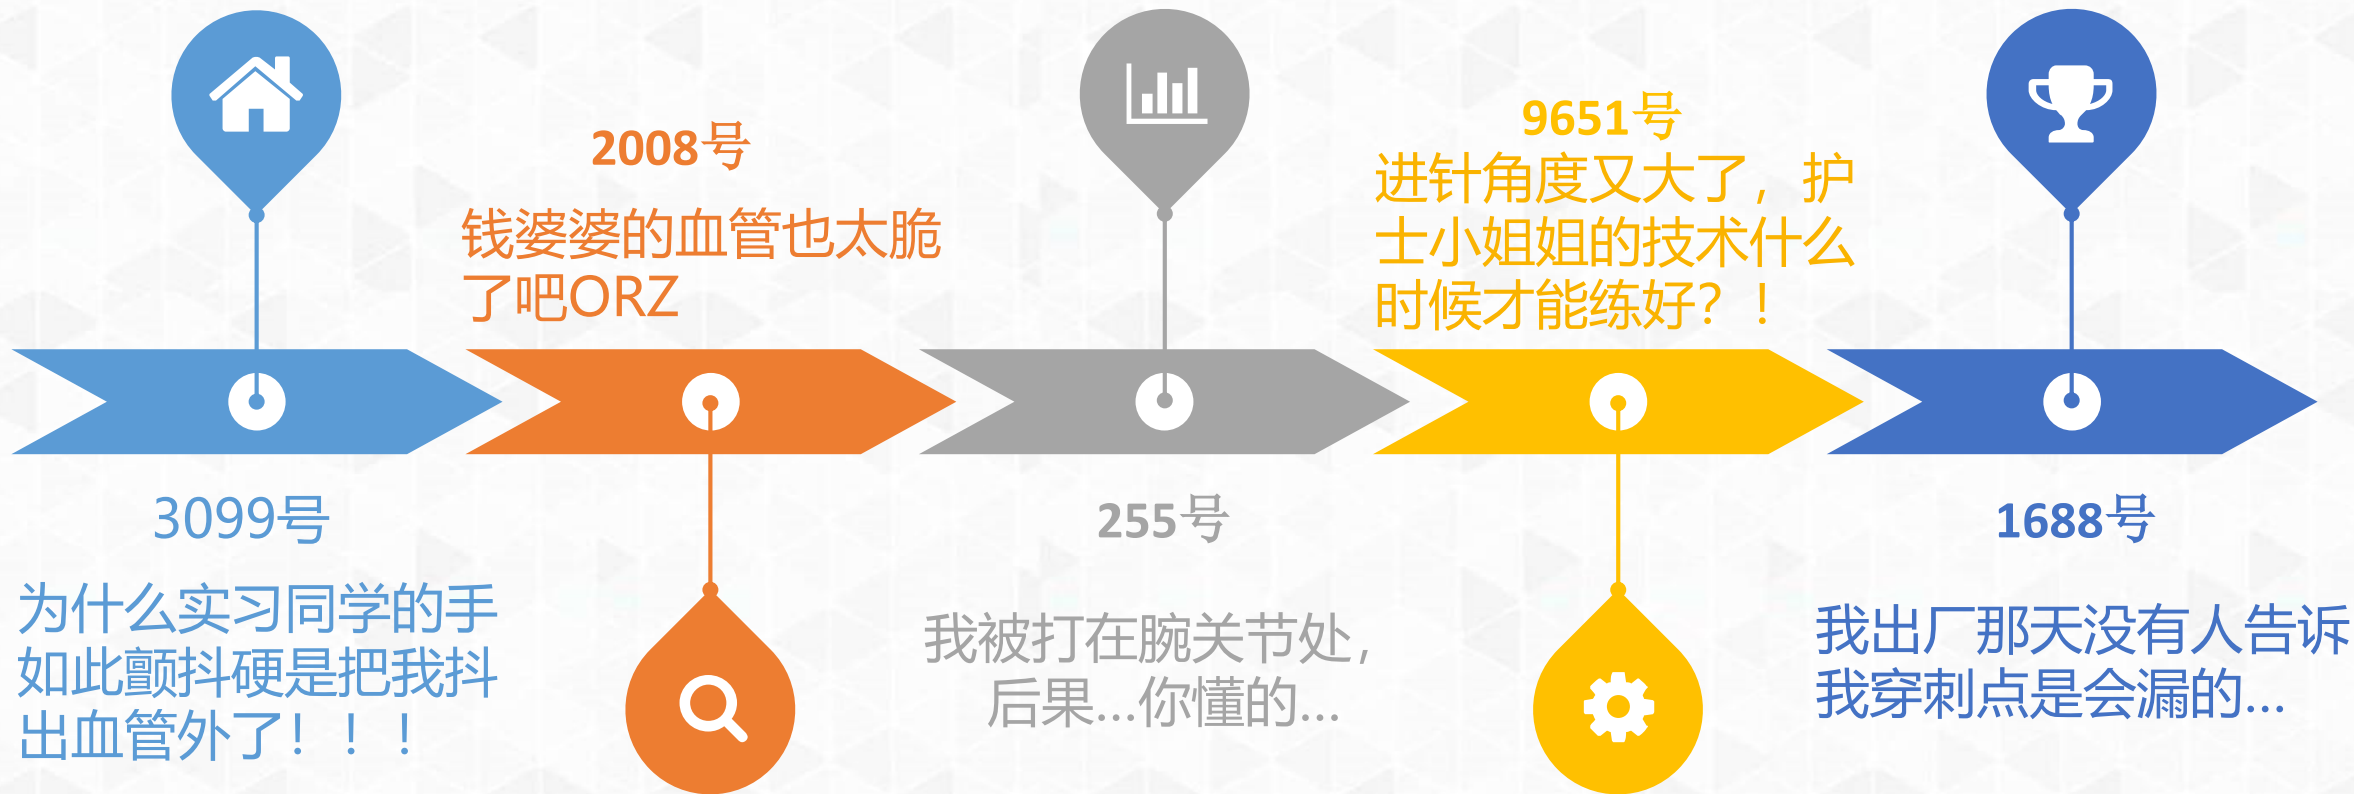 3099号
为什么实习同学的手
如此颤抖硬是把我抖
出血管外了！！！
2008号
钱婆婆的血管也太脆
了吧ORZ
255号
我被打在腕关节处，
后果…你懂的…
9651号
进针角度又大了，护
士小姐姐的技术什么
时候才能练好？！
1688号
我出厂那天没有人告诉
我穿刺点是会漏的…